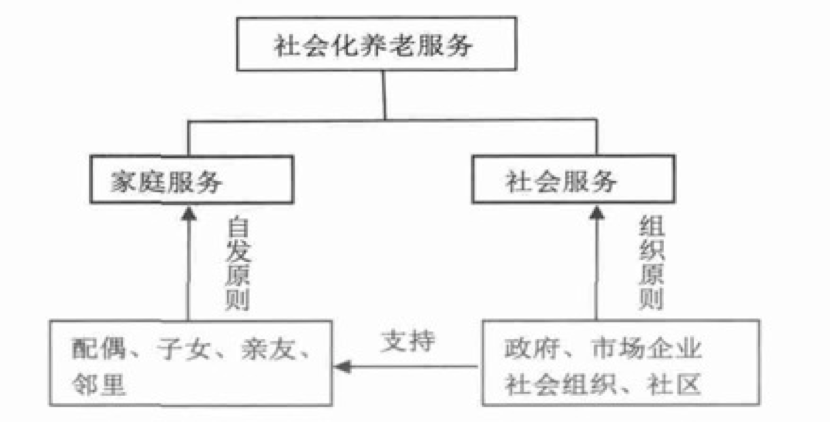 社会化养老服务
家庭服务
社会服务
自发原则
组织原则
配偶、子女、亲友、
邻里
支持
政府、市场企业
社会组织、社区